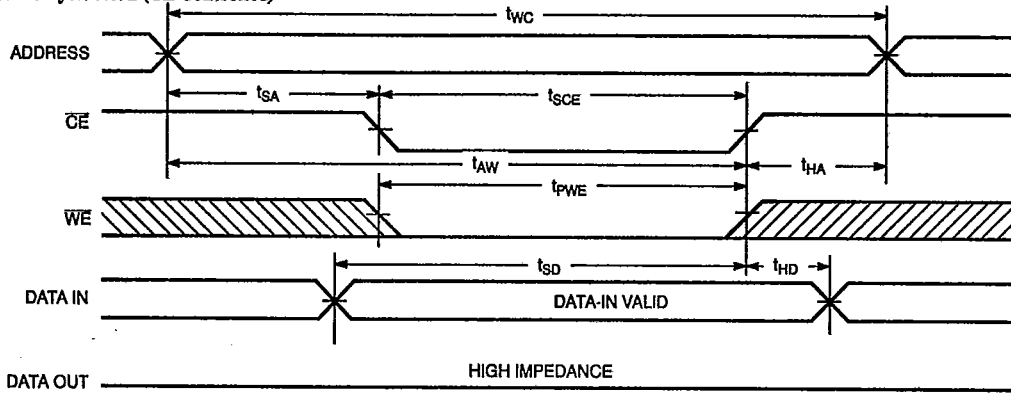 tWC
ADDRESS
tSA
tSCE
CE
tAW
tHA
tPWE
WE
tSD
tHD
DATA IN
DATA-IN VALID
HIGH IMPEDANCE
DATA OUT